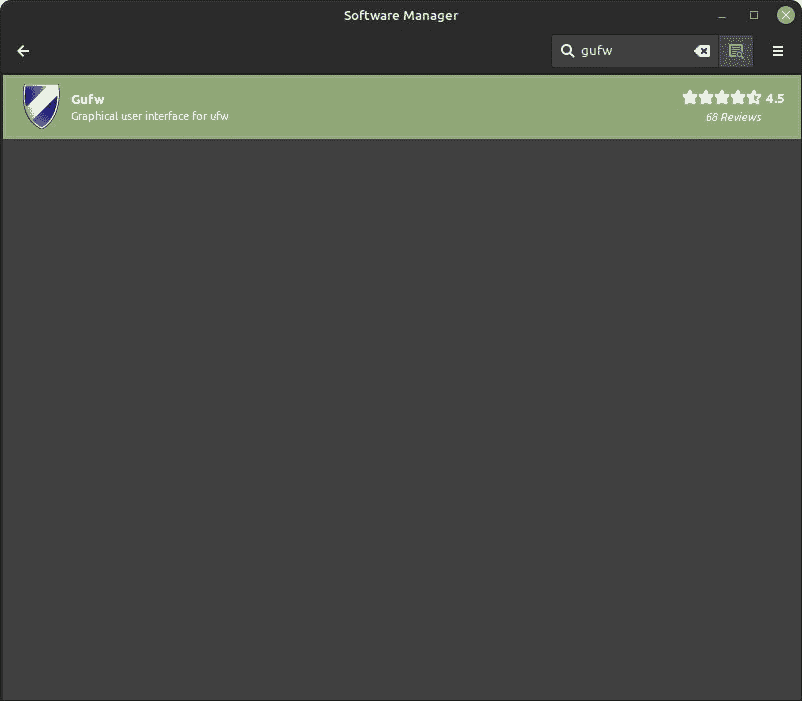 Software Manager
gufw
Gufw
4.5
Graphical user interface for ufw
68 Reviews